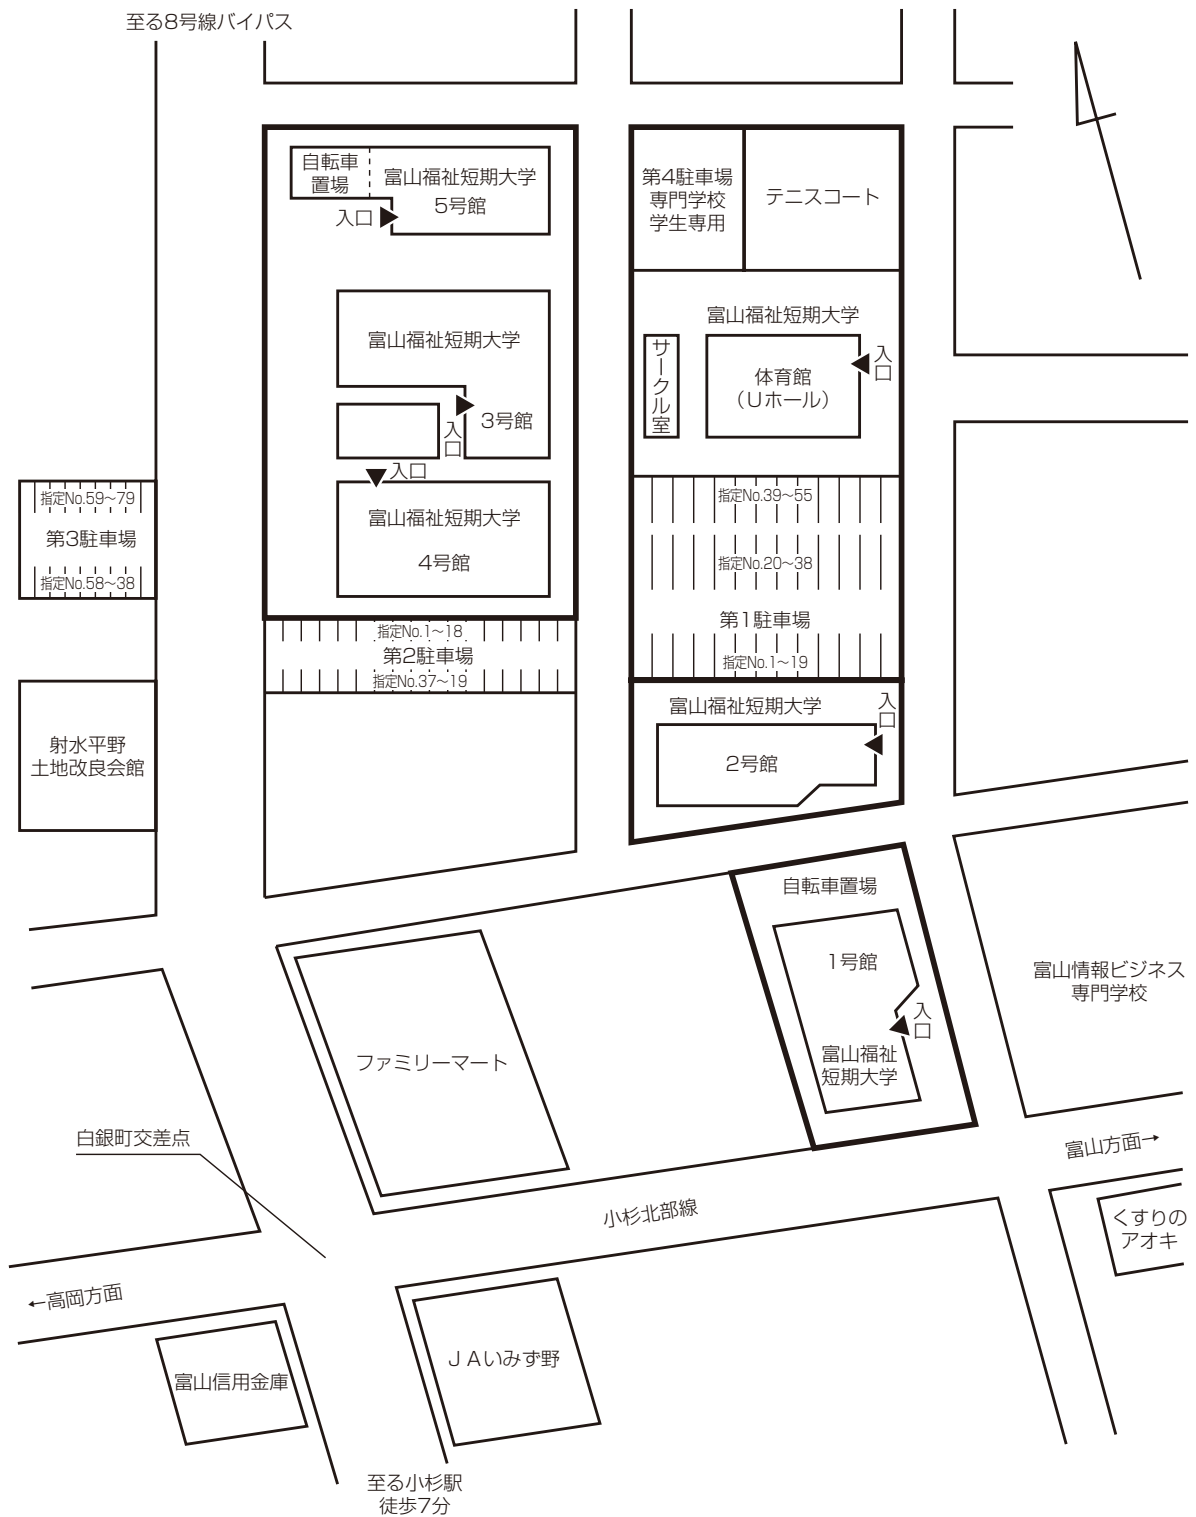 至る8号線バイパス
自転車
置場
富山福祉短期大学
5号館
入口
第4駐車場
専門学校
学生専用
テニスコート
富山福祉短期大学
3号館
入口
富山福祉短期大学
サークル室
体育館
（Uホール）
入口
入口
富山福祉短期大学
4号館
指定No.59〜79
第3駐車場
指定No.58〜38
指定No.39〜55
指定No.20〜38
第1駐車場
指定No.1〜19
指定No.1〜18
第2駐車場
指定No.37〜19
富山福祉短期大学
入口
2号館
射水平野
土地改良会館
自転車置場
1号館
入口
富山福祉
短期大学
富山情報ビジネス
専門学校
ファミリーマート
白銀町交差点
富山方面→
小杉北部線
くすりの
アオキ
←高岡方面
富山信用金庫
JAいみず野
至る小杉駅
徒歩7分